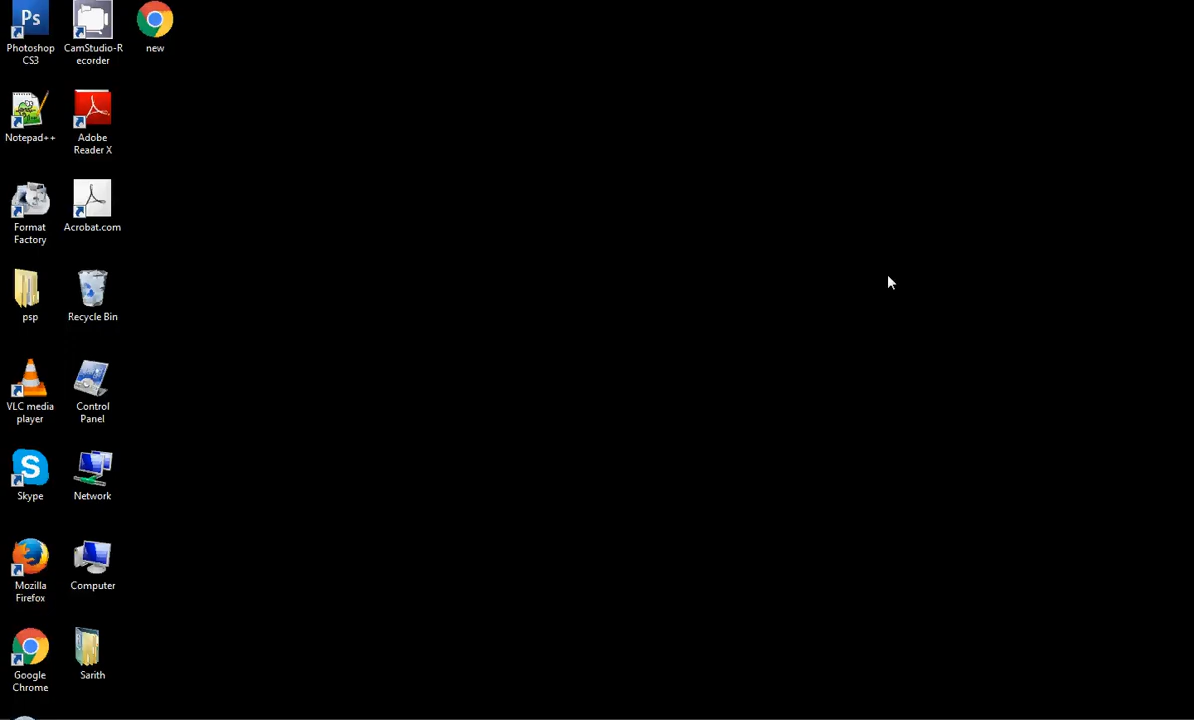 Ps
Photoshop
CS3
CamStudio-R
ecorder
new
Notepad++
Adobe
Reader X
Format
Factory
Acrobat.com
psp
Recycle Bin
VLC media
player
Control
Panel
S
Skype
Network
Mozilla
Firefox
Computer
Google
Chrome
Sarith